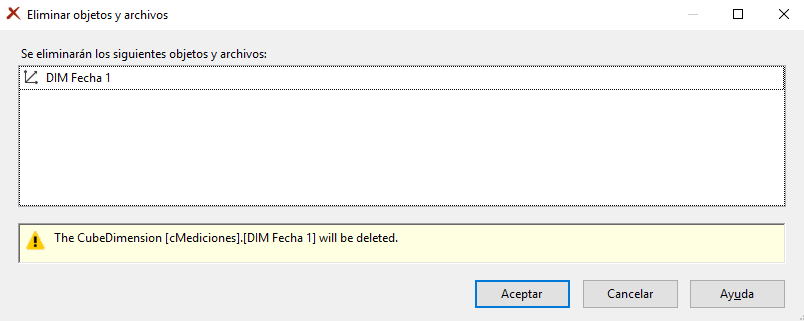 Eliminar objetos y archivos
Se eliminarán los siguientes objetos y archivos:
DIM Fecha 1
The CubeDimension [cMediciones].[DIM Fecha 1] will be deleted.
Aceptar
Cancelar
Ayuda